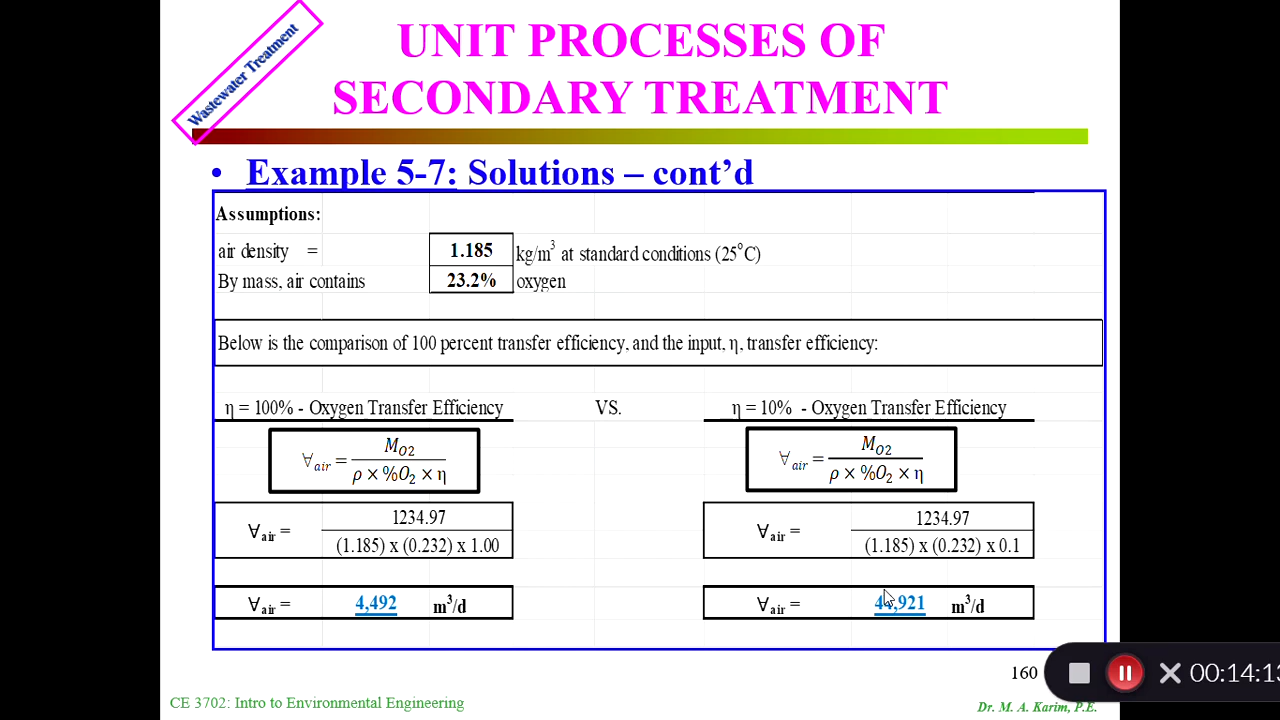 Wastewater Treatment
UNIT PROCESSES OF
SECONDARY TREATMENT
• Example 5-7: Solutions – cont’d
Assumptions:
air density = 1.185 kg/m³ at standard conditions (25°C)
By mass, air contains 23.2% oxygen
Below is the comparison of 100 percent transfer efficiency, and the input, η, transfer efficiency:
η = 100% - Oxygen Transfer Efficiency VS. η = 10% - Oxygen Transfer Efficiency
∀air = MO2 / ρ × %O2 × η
∀air = MO2 / ρ × %O2 × η
∀air = 1234.97 / (1.185) x (0.232) x 1.00
∀air = 1234.97 / (1.185) x (0.232) x 0.1
∀air = 4,492 m³/d
∀air = 44,921 m³/d
160
00:14:13
CE 3702: Intro to Environmental Engineering
Dr. M. A. Karim, P.E.